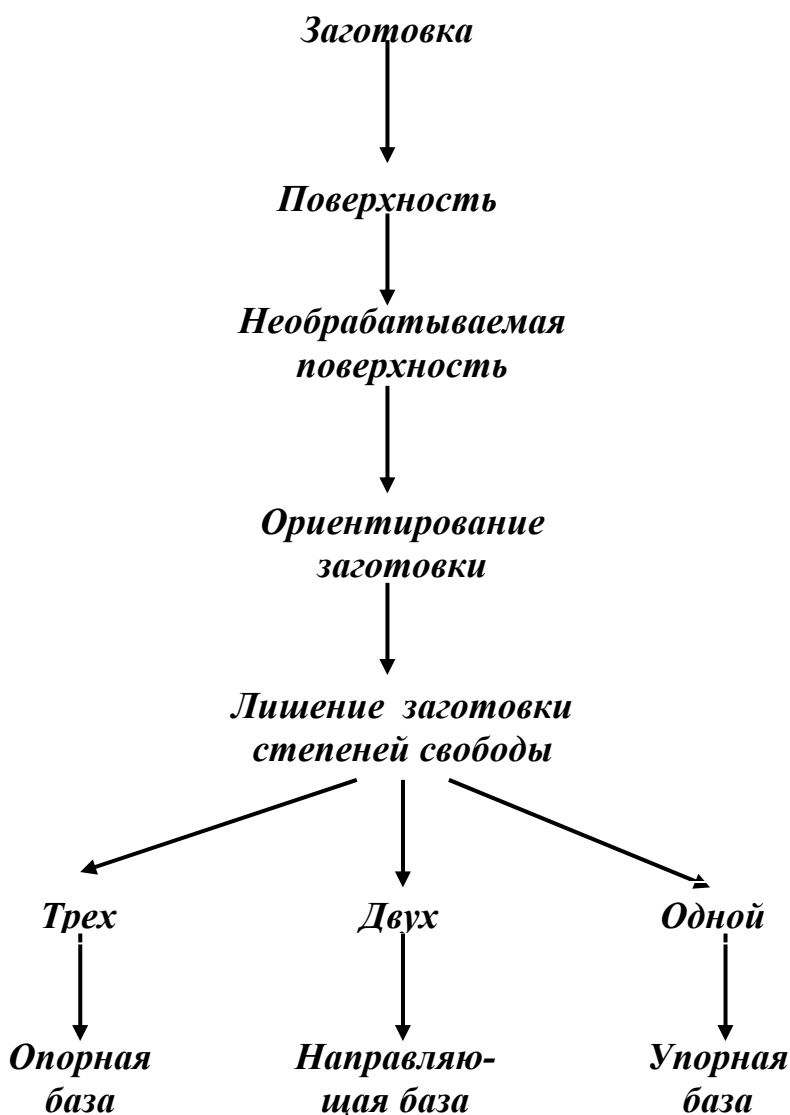 Заготовка
Поверхность
Необрабатываемая
поверхность
Ориентирование
заготовки
Лишение заготовки
степеней свободы
Трех Двух Одной
Опорная Направляю- Упорная
база щая база база